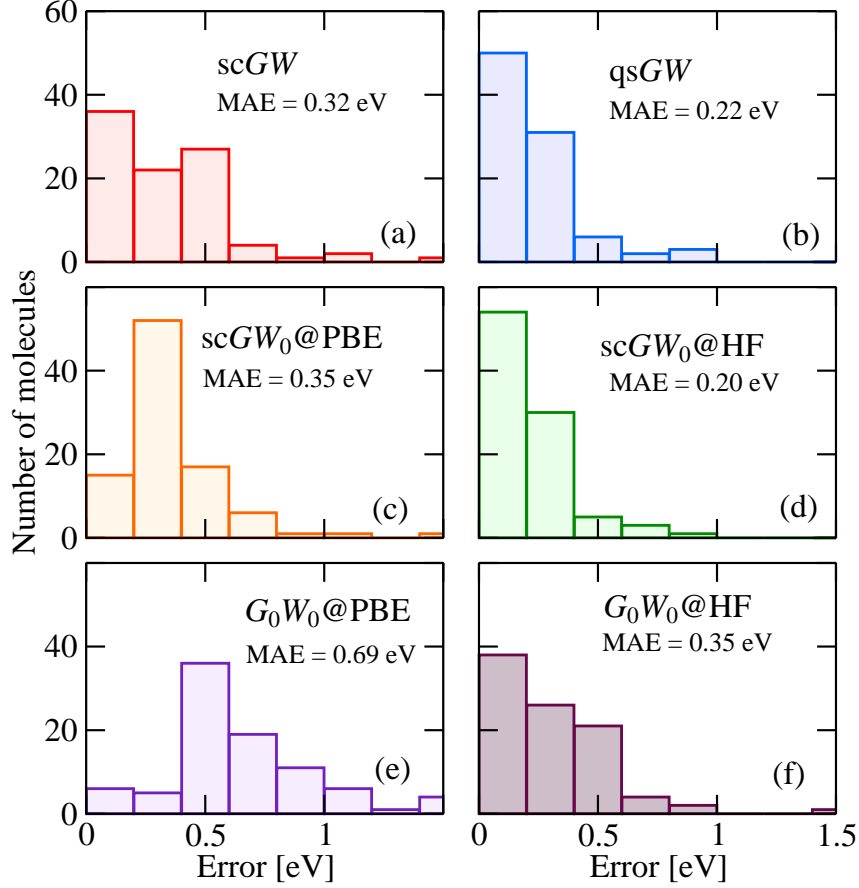 Number of molecules
60
40
20
0
scGW
MAE = 0.32 eV
(a)
qsGW
MAE = 0.22 eV
(b)
40
20
0
scGW₀@PBE
MAE = 0.35 eV
(c)
scGW₀@HF
MAE = 0.20 eV
(d)
40
20
0
G₀W₀@PBE
MAE = 0.69 eV
(e)
G₀W₀@HF
MAE = 0.35 eV
(f)
0 0.5 1
Error [eV]
0 0.5 1 1.5
Error [eV]